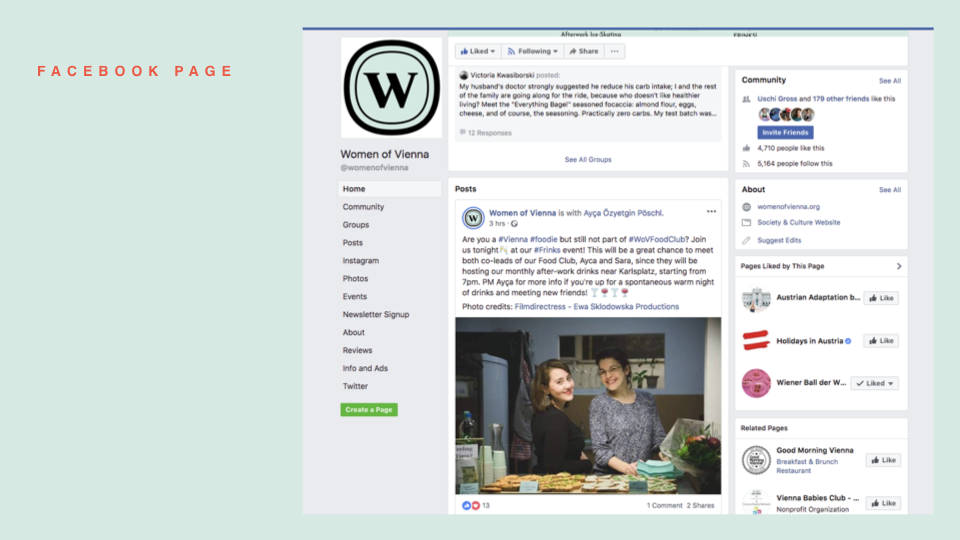 FACEBOOK PAGE
Afterwork Ice-Skating
Liked
Following
Share
W
Women of Vienna
@womenofvienna
Home
Community
Groups
Posts
Instagram
Photos
Events
Newsletter Signup
About
Reviews
Info and Ads
Twitter
Create a Page
Victoria Kwasiborski posted:
My husband's doctor strongly suggested he reduce his carb intake; I and the rest
of the family are going along for the ride, because who doesn't like healthier
living? Meet the "Everything Bagel" seasoned focaccia: almond flour, eggs,
cheese, and of course, the seasoning. Practically zero carbs. My test batch was...
12 Responses
See All Groups
Posts
W
Women of Vienna is with Ayça Özyetgin Pöschl.
3 hrs ·
Are you a #Vienna #foodie but still not part of #WoVFoodClub? Join
us tonight at our #Frinks event! This will be a great chance to meet
both co-leads of our Food Club, Ayca and Sara, since they will be
hosting our monthly after-work drinks near Karlsplatz, starting from
7pm. PM Ayça for more info if you're up for a spontaneous warm night
of drinks and meeting new friends!
Photo credits: Filmdirectress - Ewa Sklodowska Productions
13
1 Comment 2 Shares
Community
See All
Uschi Gross and 179 other friends like this
Invite Friends
4,710 people like this
5,164 people follow this
About
See All
womenofvienna.org
Society & Culture Website
Suggest Edits
Pages Liked by This Page
Austrian Adaptation b...
Like
Holidays in Austria
Like
Wiener Ball der W...
Liked
Related Pages
Good Morning Vienna
Breakfast & Brunch
Restaurant
Like
Vienna Babies Club - ...
Nonprofit Organization
Like